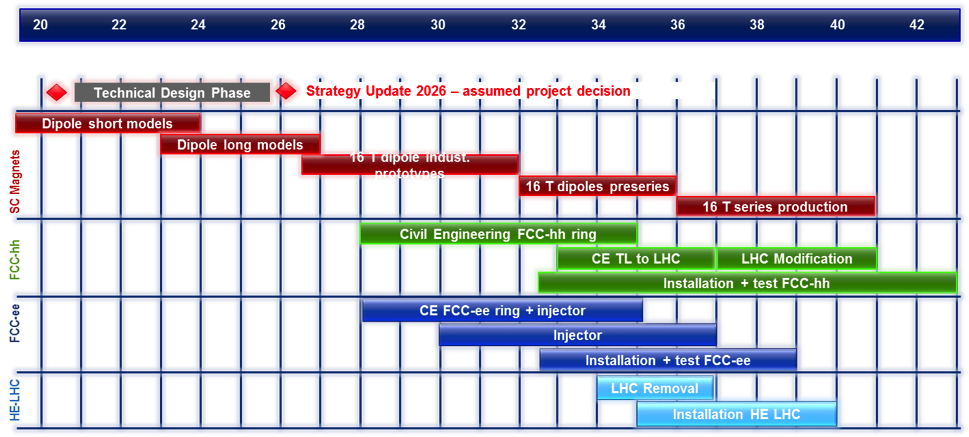 20 22 24 26 28 30 32 34 36 38 40 42
Technical Design Phase
Strategy Update 2026 – assumed project decision
SC Magnets
Dipole short models
Dipole long models
16 T dipole indust.
prototypes
16 T dipoles preseries
16 T series production
FCC-hh
Civil Engineering FCC-hh ring
CE TL to LHC
LHC Modification
Installation + test FCC-hh
FCC-ee
CE FCC-ee ring + injector
Injector
Installation + test FCC-ee
HE-LHC
LHC Removal
Installation HE LHC